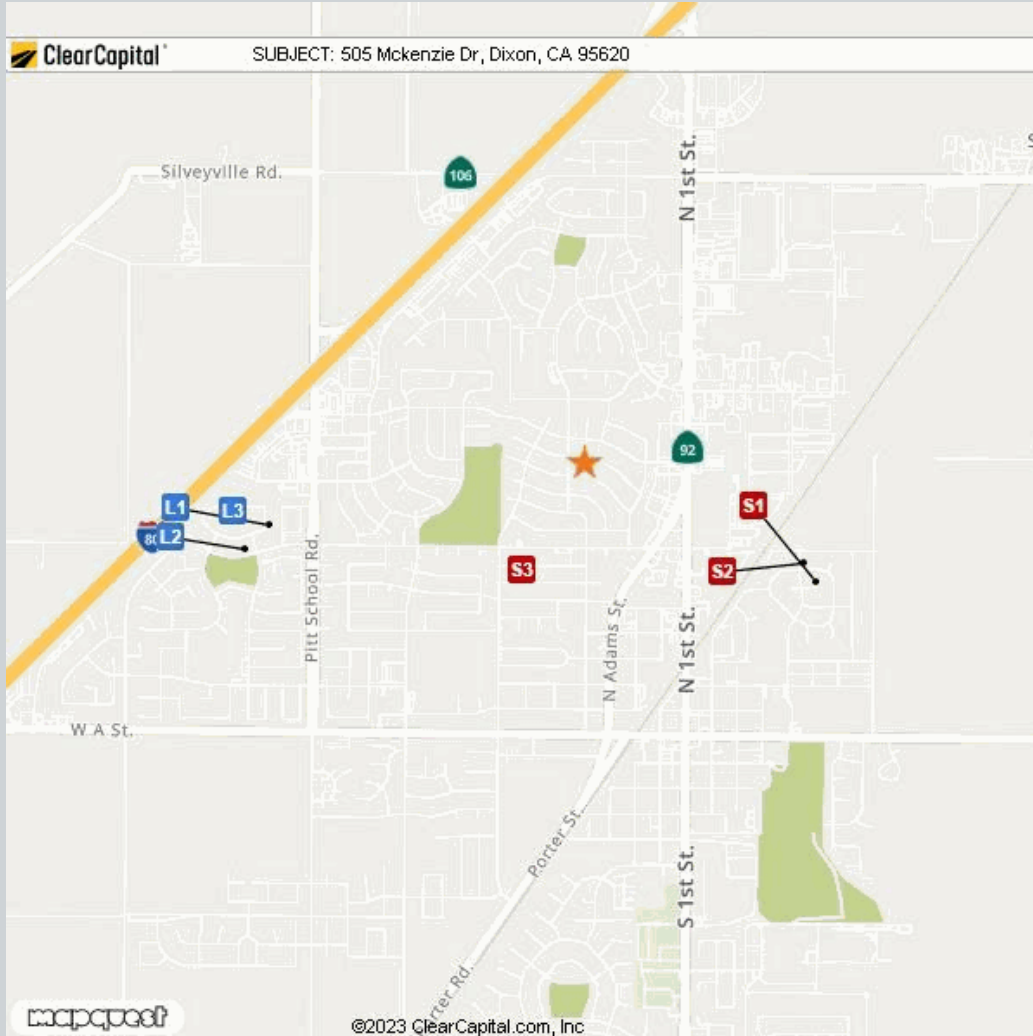 ClearCapital
SUBJECT: 505 Mckenzie Dr, Dixon, CA 95620
Silveyville Rd.
106
N 1st St.
92
L1
L3
80
L2
S1
S3
S2
Pitt School Rd.
N Adams St.
N 1st St.
W A St.
Porter St.
S 1st St.
Rd.
mapquest
©2023 ClearCapital.com, Inc